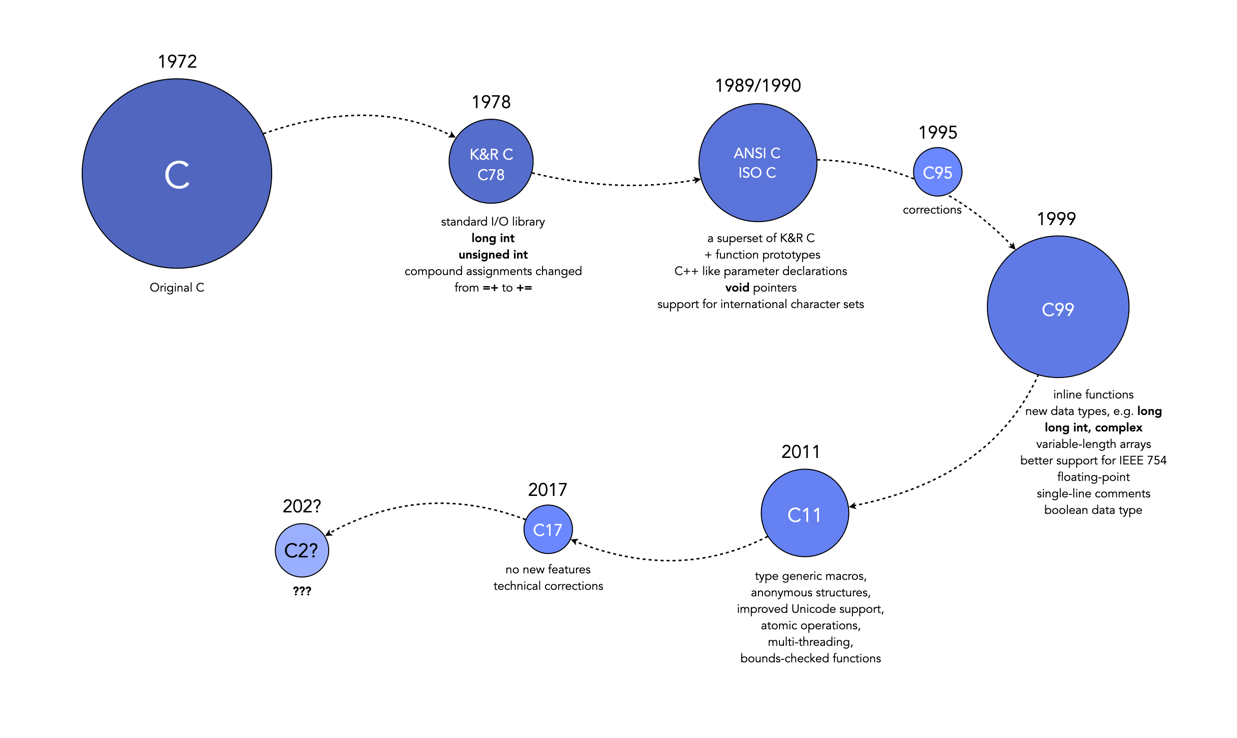 1972
C
Original C
1978
K&R C
C78
standard I/O library
long int
unsigned int
compound assignments changed
from =+ to +=
1989/1990
ANSI C
ISO C
a superset of K&R C
+ function prototypes
C++ like parameter declarations
void pointers
support for international character sets
1995
C95
corrections
1999
C99
inline functions
new data types, e.g. long
long int, complex
variable-length arrays
better support for IEEE 754
floating-point
single-line comments
boolean data type
2011
C11
type generic macros,
anonymous structures,
improved Unicode support,
atomic operations,
multi-threading,
bounds-checked functions
2017
C17
no new features
technical corrections
202?
C2?
???